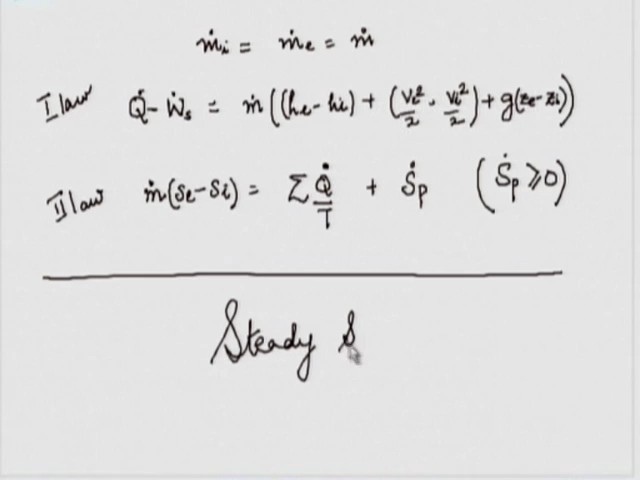 ṁi = ṁe = ṁ
I law Q̇ - Ẇs = ṁ((he - hi) + (Ve²/2 - Vi²/2) + g(ze - zi))
II law ṁ(se - si) = Σ Q̇/T + Ṡp (Ṡp ⩾ 0)
Steady S